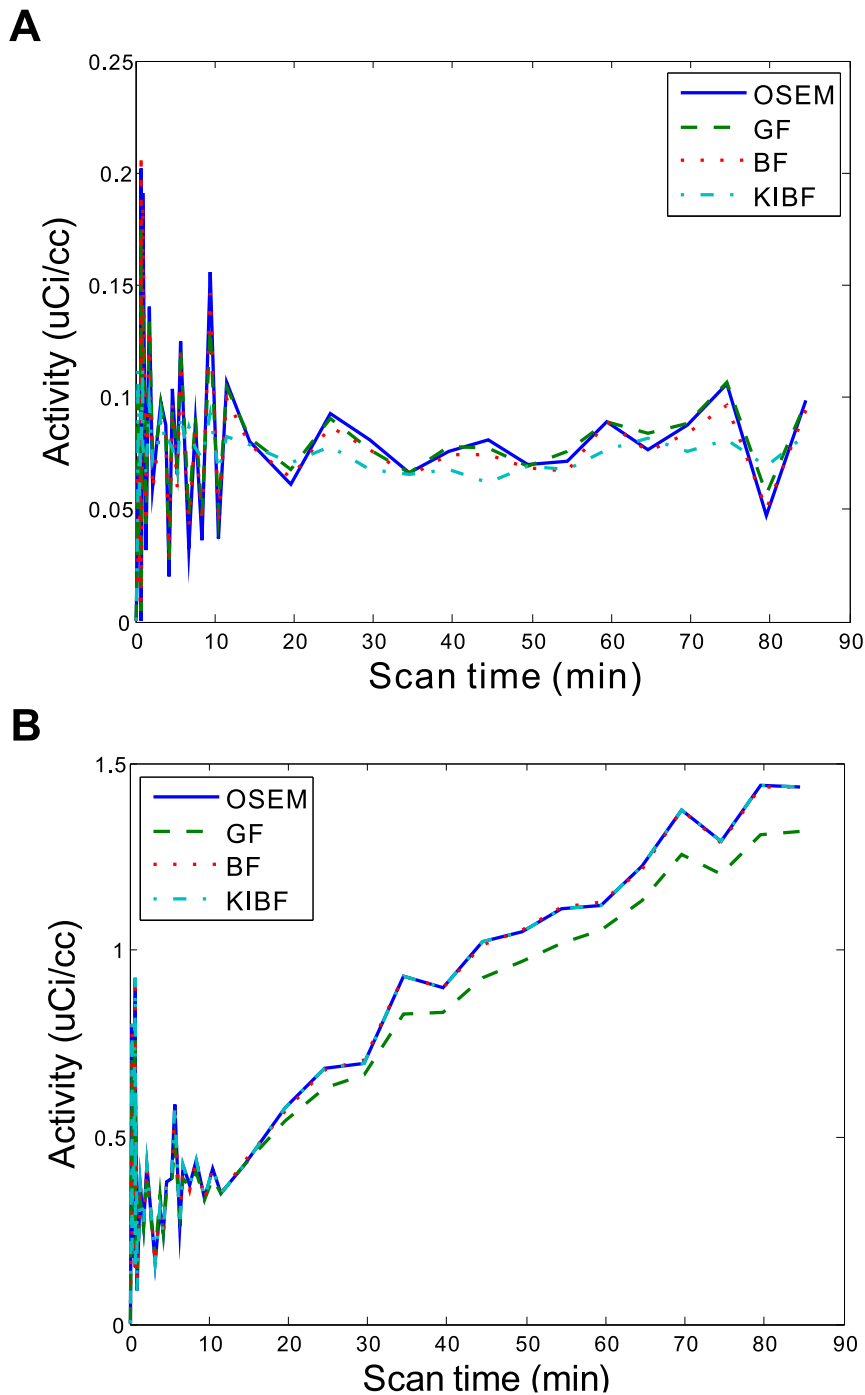 A
0.25
0.2
0.15
0.1
0.05
0
Activity (uCi/cc)
OSEM
GF
BF
KIBF
0 10 20 30 40 50 60 70 80 90
Scan time (min)
B
1.5
1
0.5
0
Activity (uCi/cc)
OSEM
GF
BF
KIBF
0 10 20 30 40 50 60 70 80 90
Scan time (min)